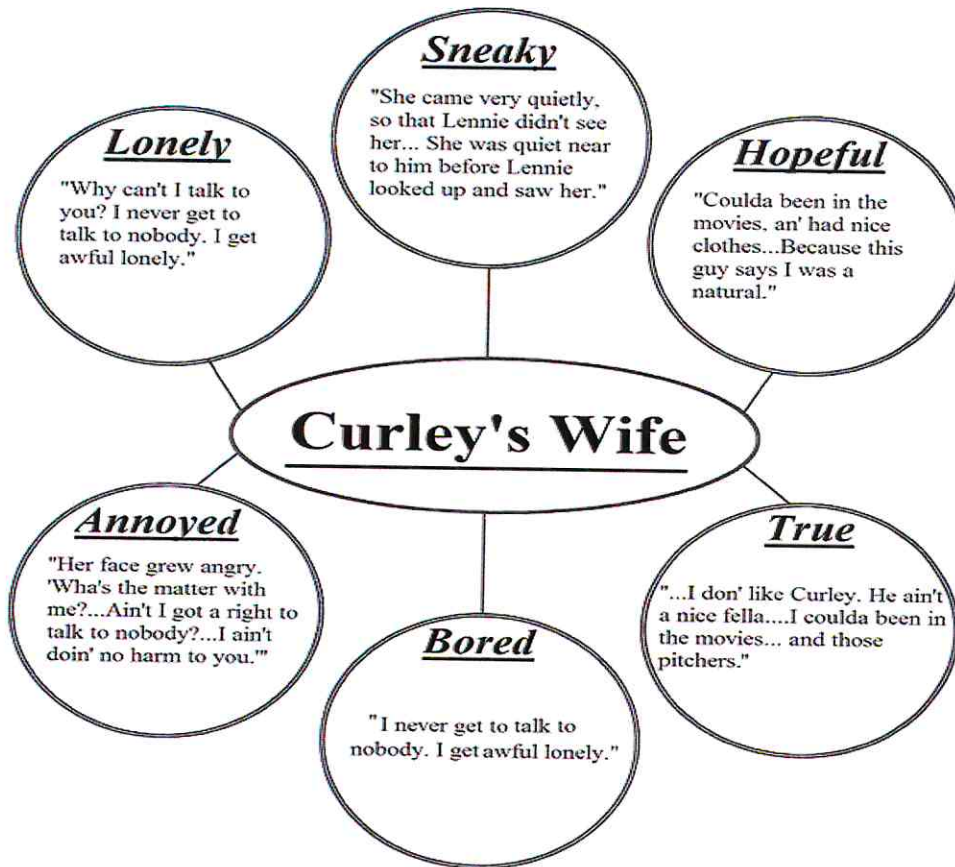 Sneaky
"She came very quietly,
so that Lennie didn't see
her... She was quiet near
to him before Lennie
looked up and saw her."
Lonely
"Why can't I talk to
you? I never get to
talk to nobody. I get
awful lonely."
Hopeful
"Coulda been in the
movies, an' had nice
clothes...Because this
guy says I was a
natural."
Curley's Wife
Annoyed
"Her face grew angry.
'Wha's the matter with
me?...Ain't I got a right to
talk to nobody?...I ain't
doin' no harm to you.'"
True
"...I don' like Curley. He ain't
a nice fella....I coulda been in
the movies... and those
pitchers."
Bored
"I never get to talk to
nobody. I get awful lonely."